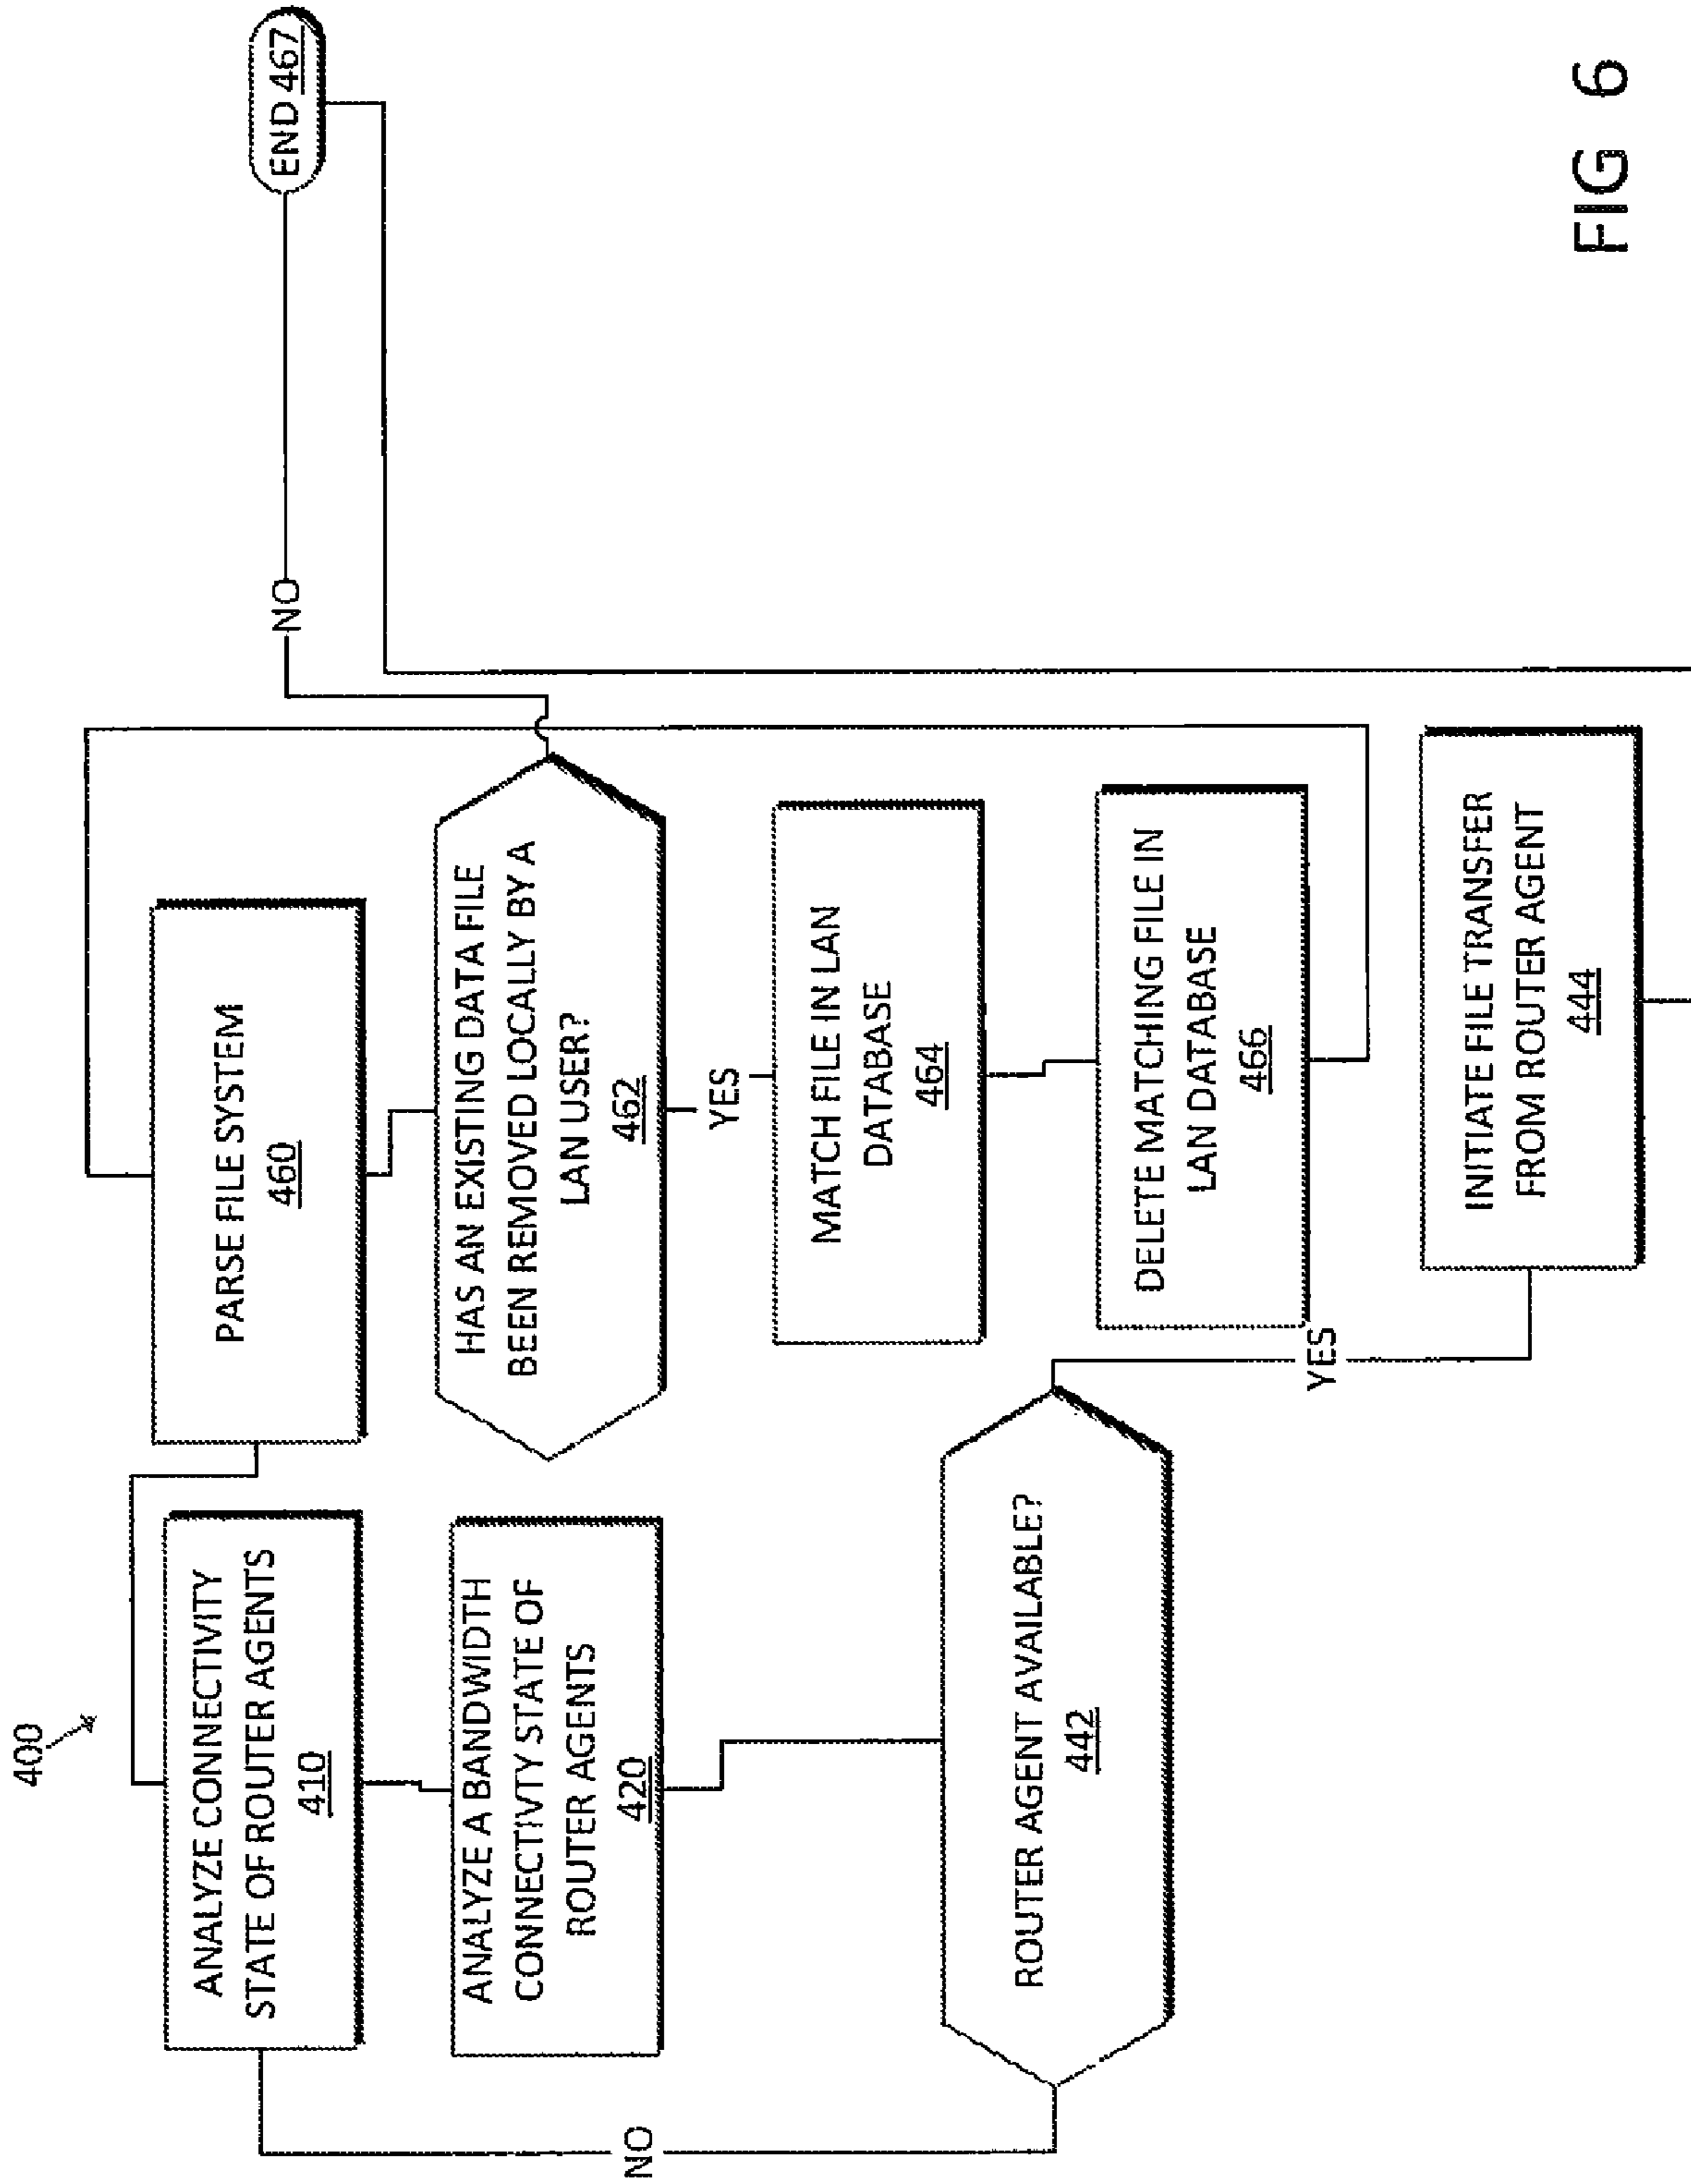 400
ANALYZE CONNECTIVITY
STATE OF ROUTER AGENTS
410
ANALYZE A BANDWIDTH
CONNECTIVITY STATE OF
ROUTER AGENTS
420
ROUTER AGENT AVAILABLE?
442
NO
YES
PARSE FILE SYSTEM
460
HAS AN EXISTING DATA FILE
BEEN REMOVED LOCALLY BY A
LAN USER?
462
YES
MATCH FILE IN LAN
DATABASE
464
DELETE MATCHING FILE IN
LAN DATABASE
466
INITIATE FILE TRANSFER
FROM ROUTER AGENT
444
NO
END 467
FIG 6